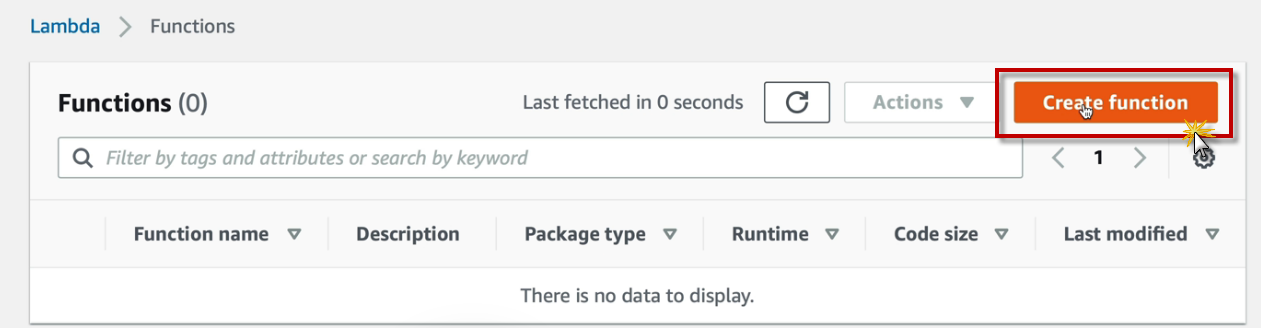 Lambda > Functions
Functions (0) Last fetched in 0 seconds Actions Create function
Filter by tags and attributes or search by keyword 1
Function name Description Package type Runtime Code size Last modified
There is no data to display.